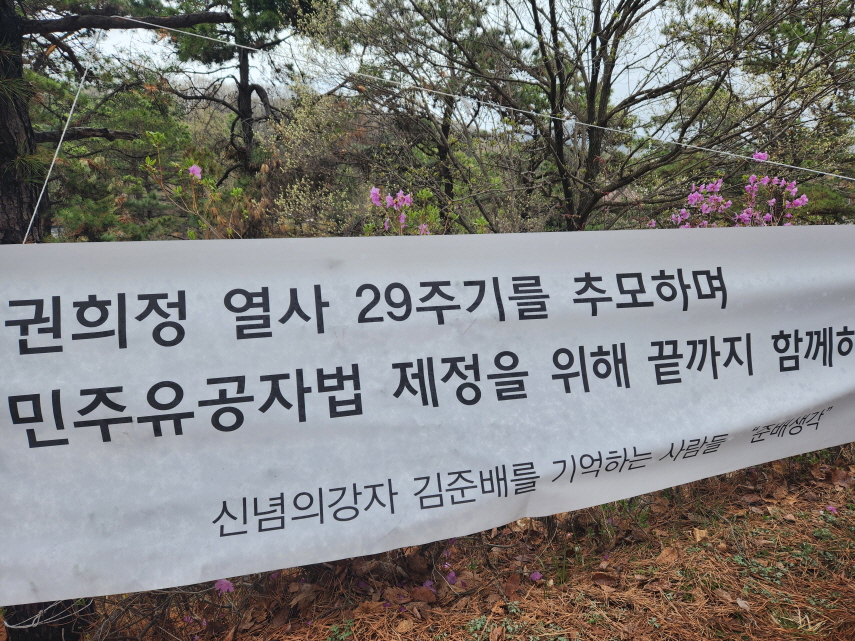 권희정 열사 29주기를 추모하며
민주유공자법 제정을 위해 끝까지 함께하
신념의강자 김준배를 기억하는 사람들 "준배생각"